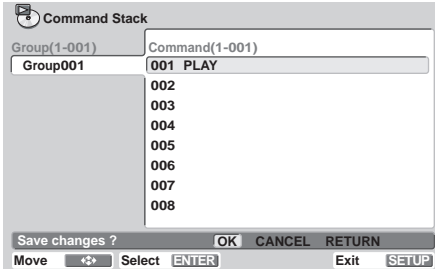 Command Stack
Group(1-001) Command(1-001)
Group001 001 PLAY
002
003
004
005
006
007
008
Save changes ? OK CANCEL RETURN
Move Select ENTER Exit SETUP